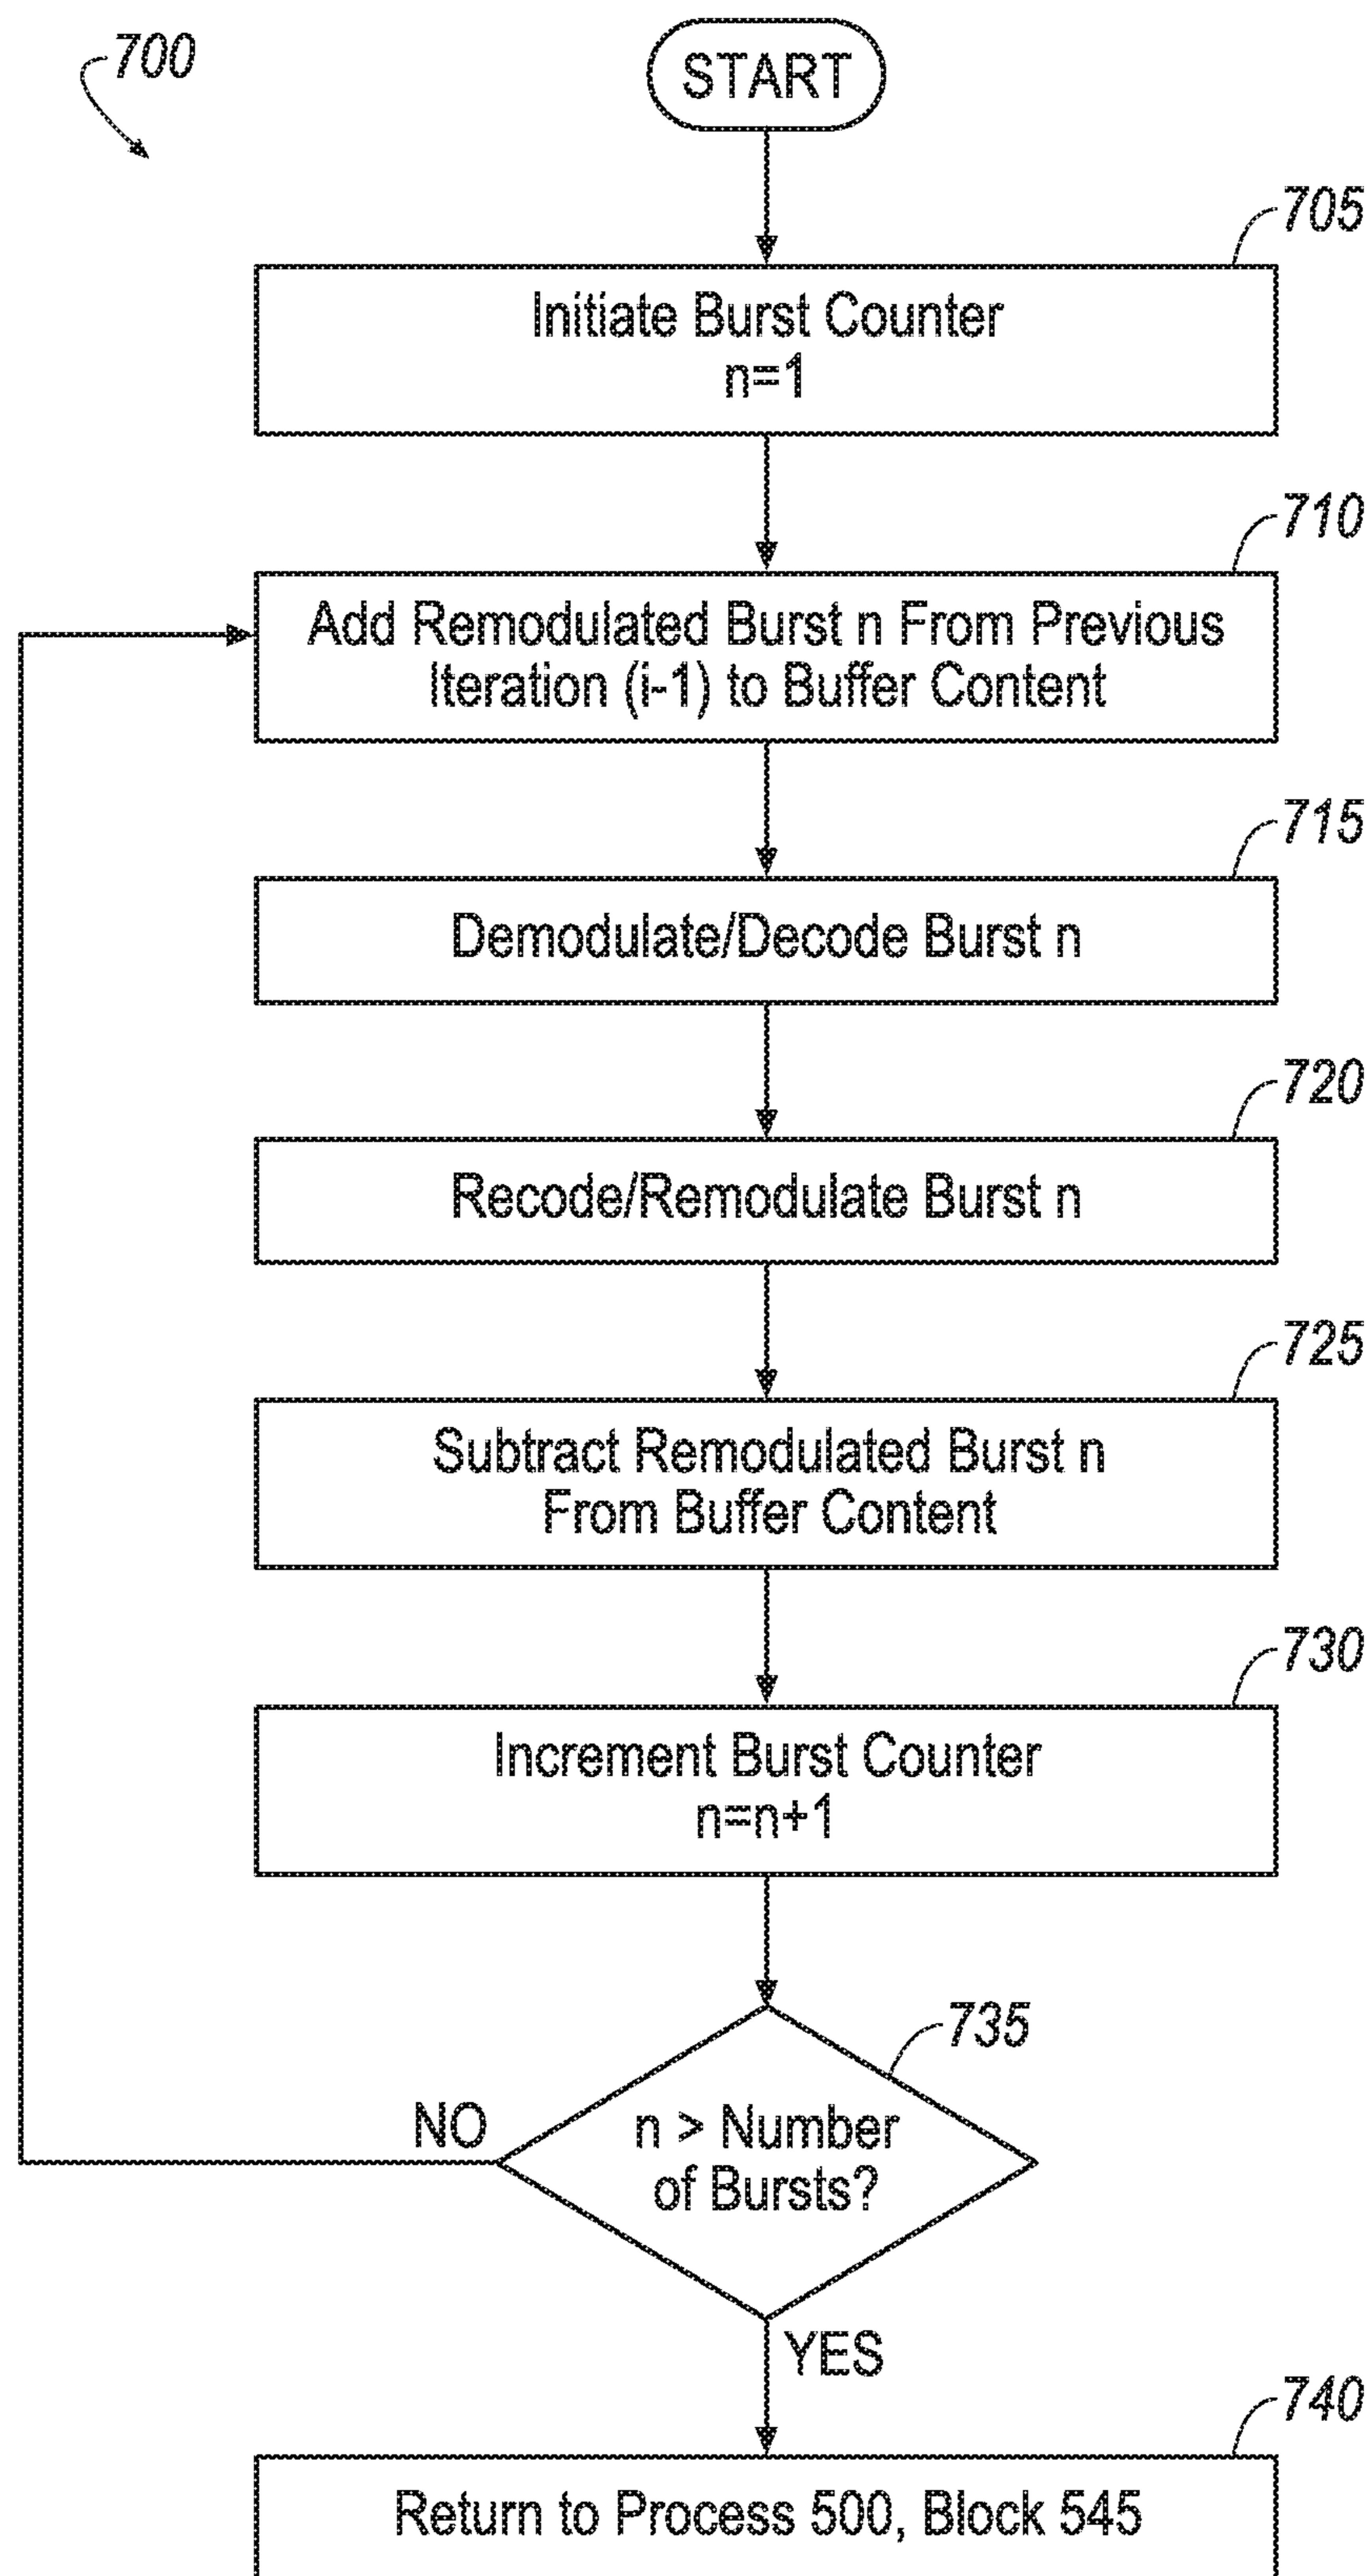 700
START
705
Initiate Burst Counter
n=1
710
Add Remodulated Burst n From Previous
Iteration (i-1) to Buffer Content
715
Demodulate/Decode Burst n
720
Recode/Remodulate Burst n
725
Subtract Remodulated Burst n
From Buffer Content
730
Increment Burst Counter
n=n+1
735
NO
n > Number
of Bursts?
YES
740
Return to Process 500, Block 545